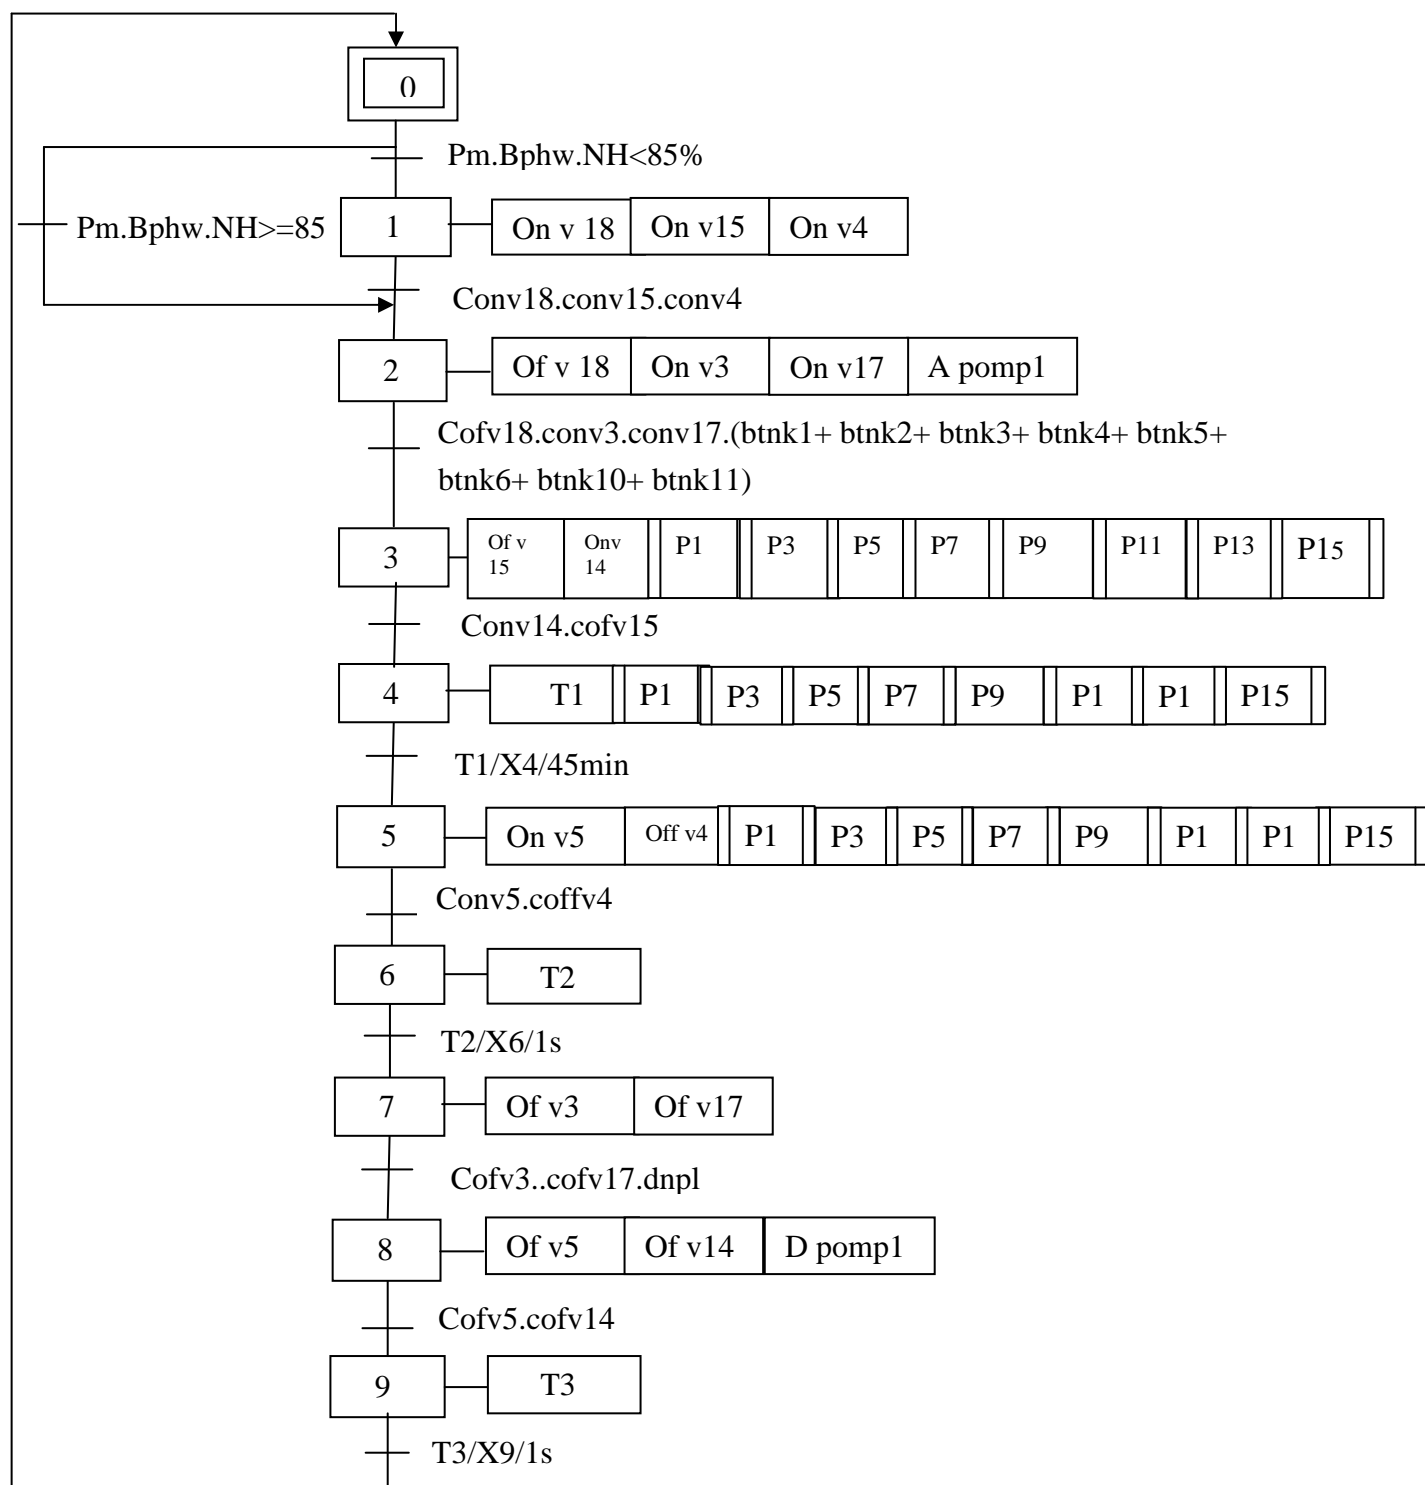 0
Pm.Bphw.NH<85%
Pm.Bphw.NH>=85
1 On v 18 On v15 On v4
Conv18.conv15.conv4
2 Of v 18 On v3 On v17 A pomp1
Cofv18.conv3.conv17.(btnk1+ btnk2+ btnk3+ btnk4+ btnk5+
btnk6+ btnk10+ btnk11)
3 Of v 15 Onv 14 P1 P3 P5 P7 P9 P11 P13 P15
Conv14.cofv15
4 T1 P1 P3 P5 P7 P9 P1 P1 P15
T1/X4/45min
5 On v5 Off v4 P1 P3 P5 P7 P9 P1 P1 P15
Conv5.coffv4
6 T2
T2/X6/1s
7 Of v3 Of v17
Cofv3..cofv17.dnpl
8 Of v5 Of v14 D pomp1
Cofv5.cofv14
9 T3
T3/X9/1s